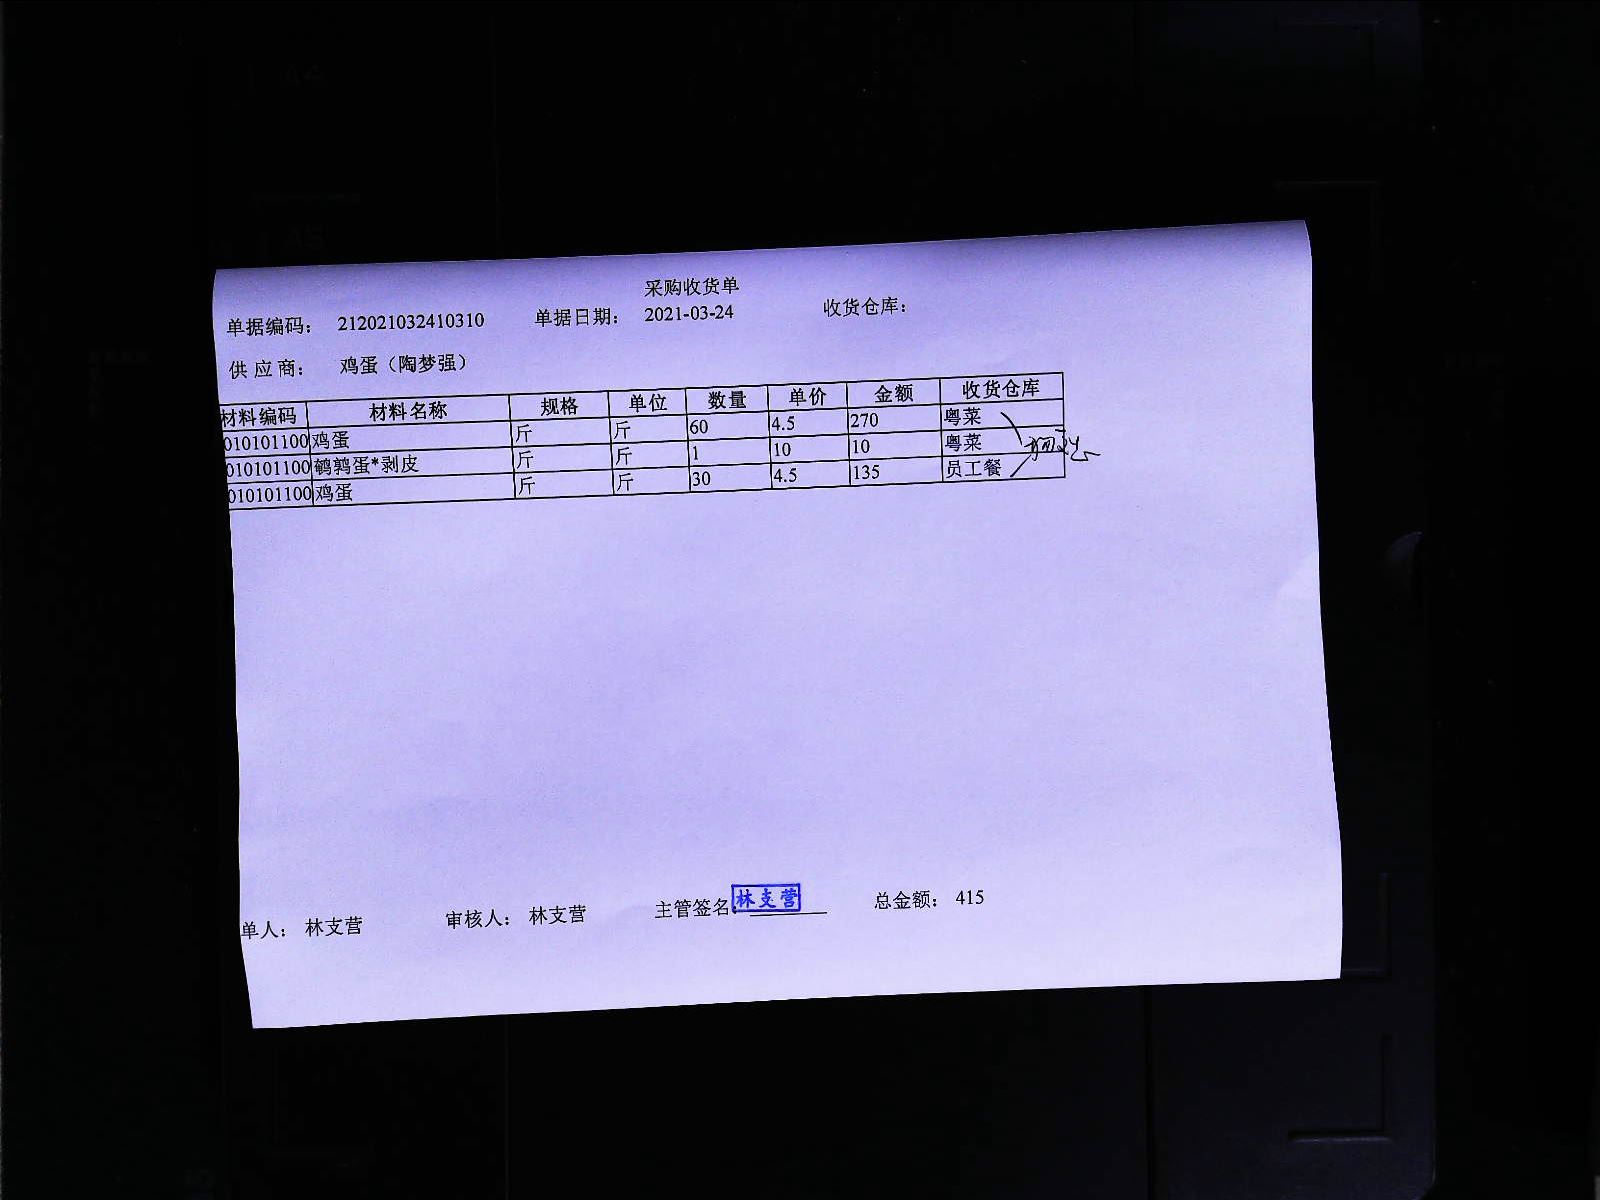 采购收货单
单据编码： 212021032410310 单据日期： 2021-03-24 收货仓库：
供应商： 鸡蛋（陶梦强）
材料编码 材料名称 规格 单位 数量 单价 金额 收货仓库
010101100 鸡蛋 斤 斤 60 4.5 270 粤菜
010101100 鹌鹑蛋*剥皮 斤 斤 1 10 10 粤菜
010101100 鸡蛋 斤 斤 30 4.5 135 员工餐
单人： 林支营 审核人： 林支营 主管签名: 林支营 总金额： 415